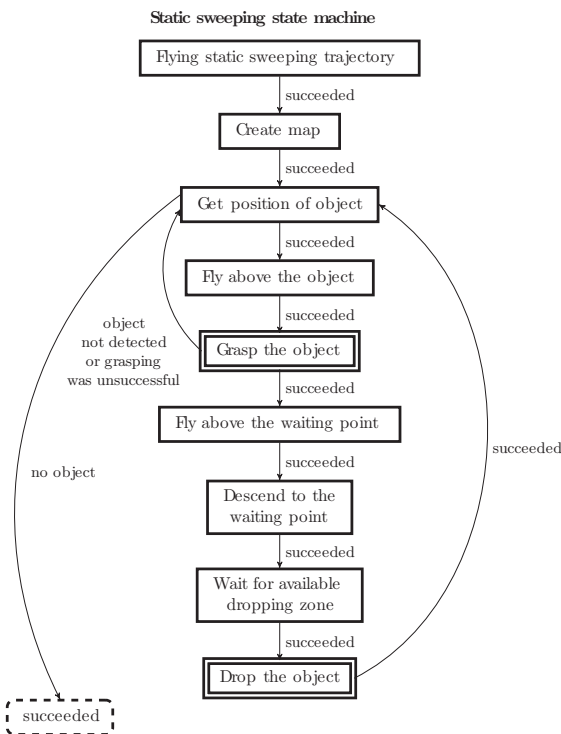 Static sweeping state machine
Flying static sweeping trajectory
succeeded
Create map
succeeded
Get position of object
succeeded
Fly above the object
succeeded
object
not detected
or grasping
was unsuccessful
Grasp the object
succeeded
Fly above the waiting point
succeeded
no object
succeeded
Descend to the
waiting point
succeeded
Wait for available
dropping zone
succeeded
Drop the object
succeeded